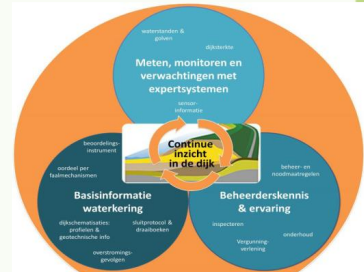 waterstanden &
golven
dijksterkte
Meten, monitoren en
verwachtingen met
expertsystemen
sensor-
informatie
Continue
inzicht
in de dijk
beoordelings-
instrument
oordeel per
faalmechanismen
Basisinformatie
waterkering
dijkschematisaties:
profielen &
geotechnische info
sluitprotocol &
draaiboeken
overstromings-
gevolgen
beheer- en
noodmaatregelen
Beheerderskennis
& ervaring
inspecteren
onderhoud
Vergunning-
verlening